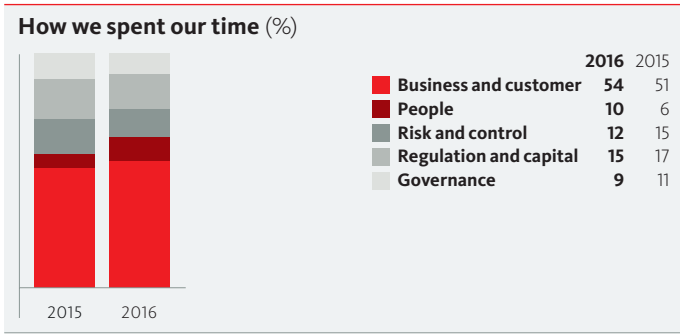 How we spent our time (%)
2016 2015
Business and customer 54 51
People 10 6
Risk and control 12 15
Regulation and capital 15 17
Governance 9 11
2015 2016